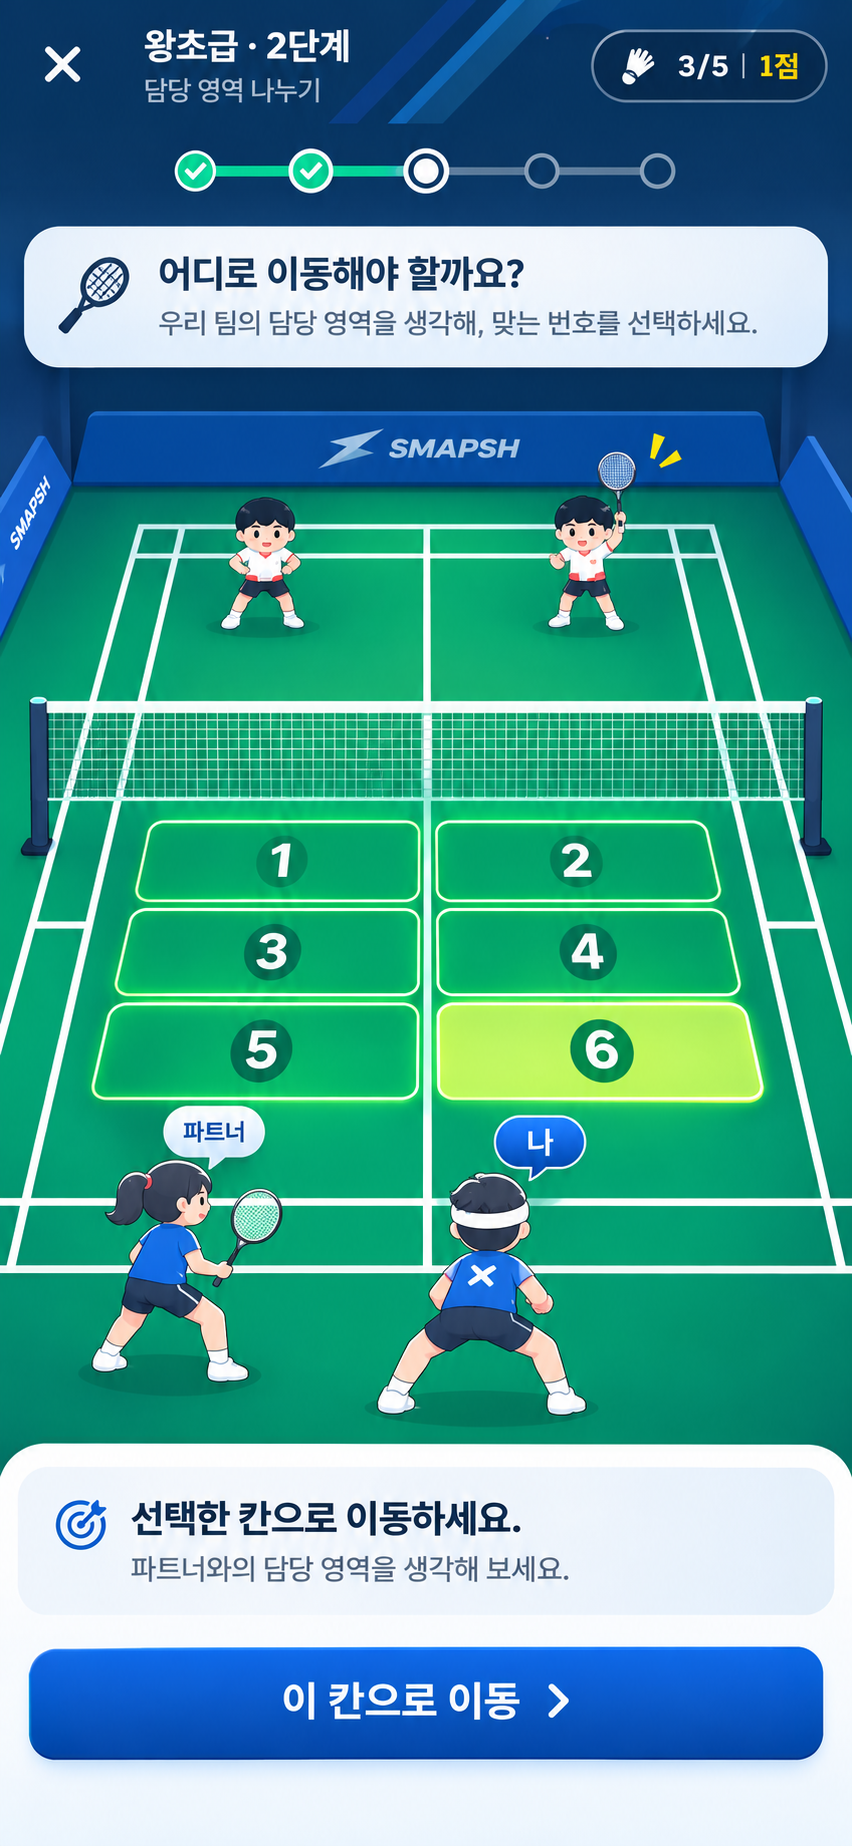 왕초급 · 2단계
담당 영역 나누기
3/5 | 1점
어디로 이동해야 할까요?
우리 팀의 담당 영역을 생각해, 맞는 번호를 선택하세요.
SMAPSH
SMAPSH
1
2
3
4
5
6
파트너
나
선택한 칸으로 이동하세요.
파트너와의 담당 영역을 생각해 보세요.
이 칸으로 이동